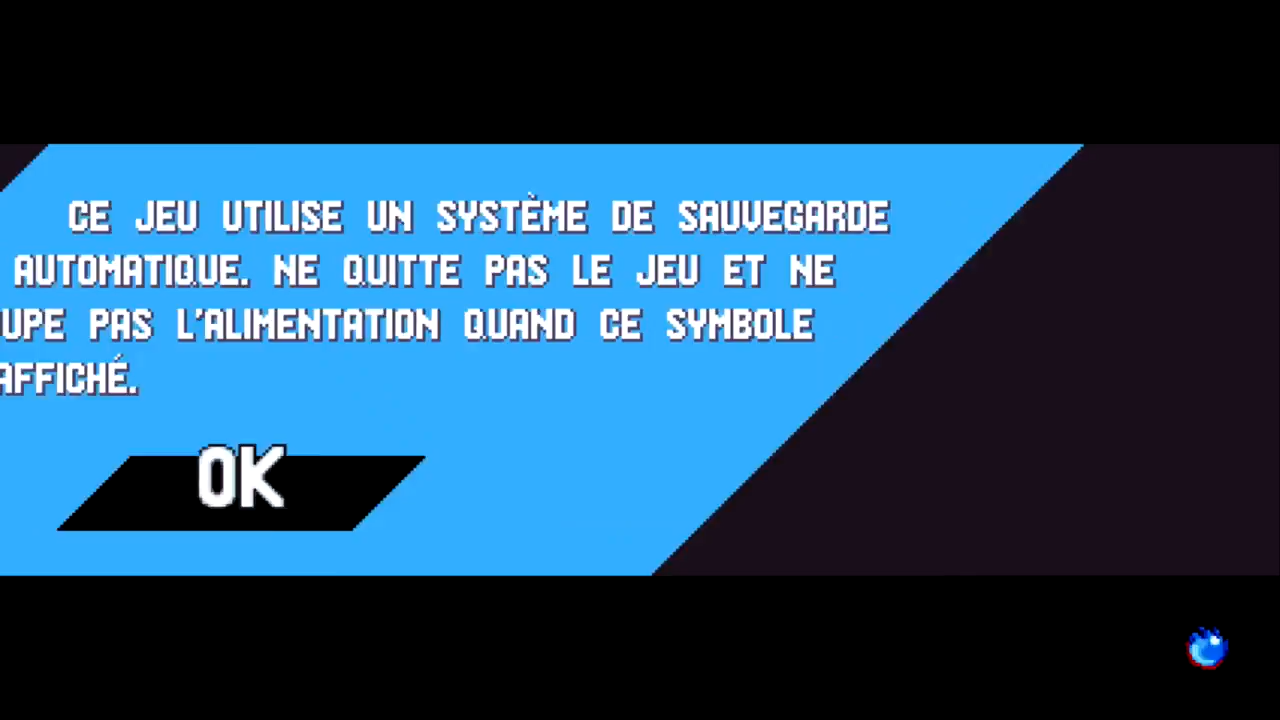 CE JEU UTILISE UN SYSTÈME DE SAUVEGARDE
AUTOMATIQUE. NE QUITTE PAS LE JEU ET NE
UPE PAS L'ALIMENTATION QUAND CE SYMBOLE
AFFICHÉ.
OK